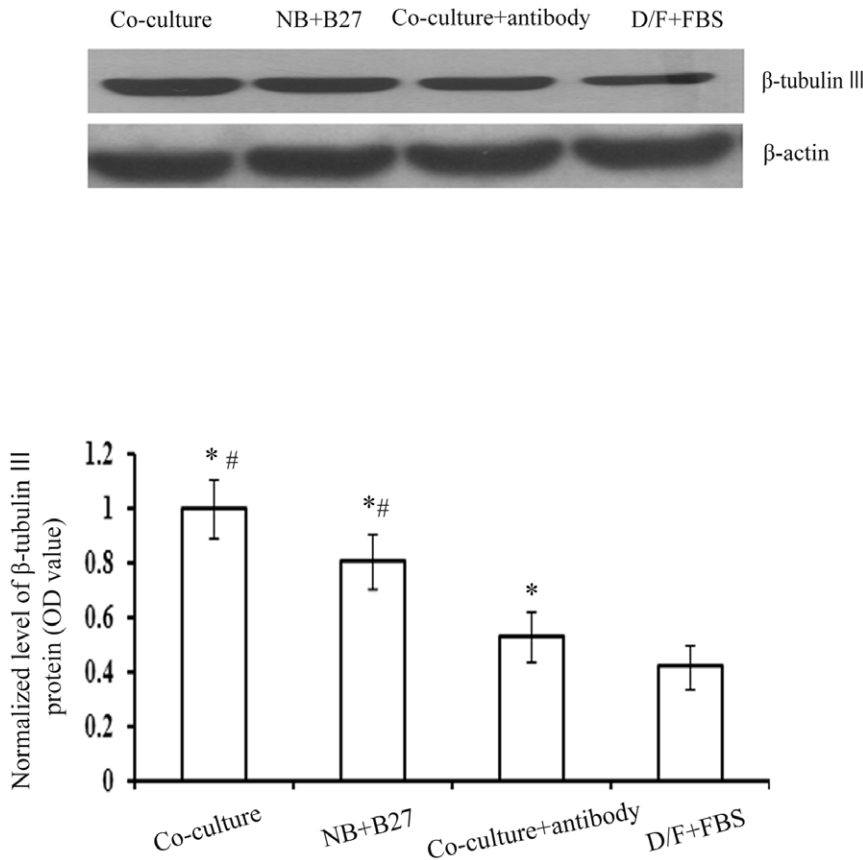 Co-culture NB+B27 Co-culture+antibody D/F+FBS
β-tubulin III
β-actin
Normalized level of β-tubulin III
protein (OD value)
1.2
1
0.8
0.6
0.4
0.2
0
* #
*#
*
Co-culture NB+B27 Co-culture+antibody D/F+FBS